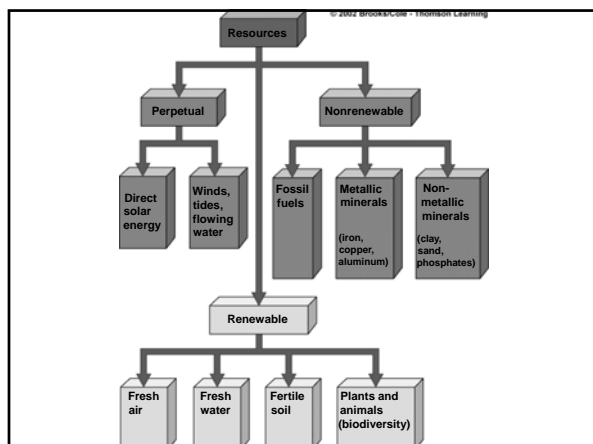 © 2002 Brooks/Cole - Thomson Learning
Resources
Perpetual
Nonrenewable
Direct
solar
energy
Winds,
tides,
flowing
water
Fossil
fuels
Metallic
minerals
(iron,
copper,
aluminum)
Non-
metallic
minerals
(clay,
sand,
phosphates)
Renewable
Fresh
air
Fresh
water
Fertile
soil
Plants and
animals
(biodiversity)